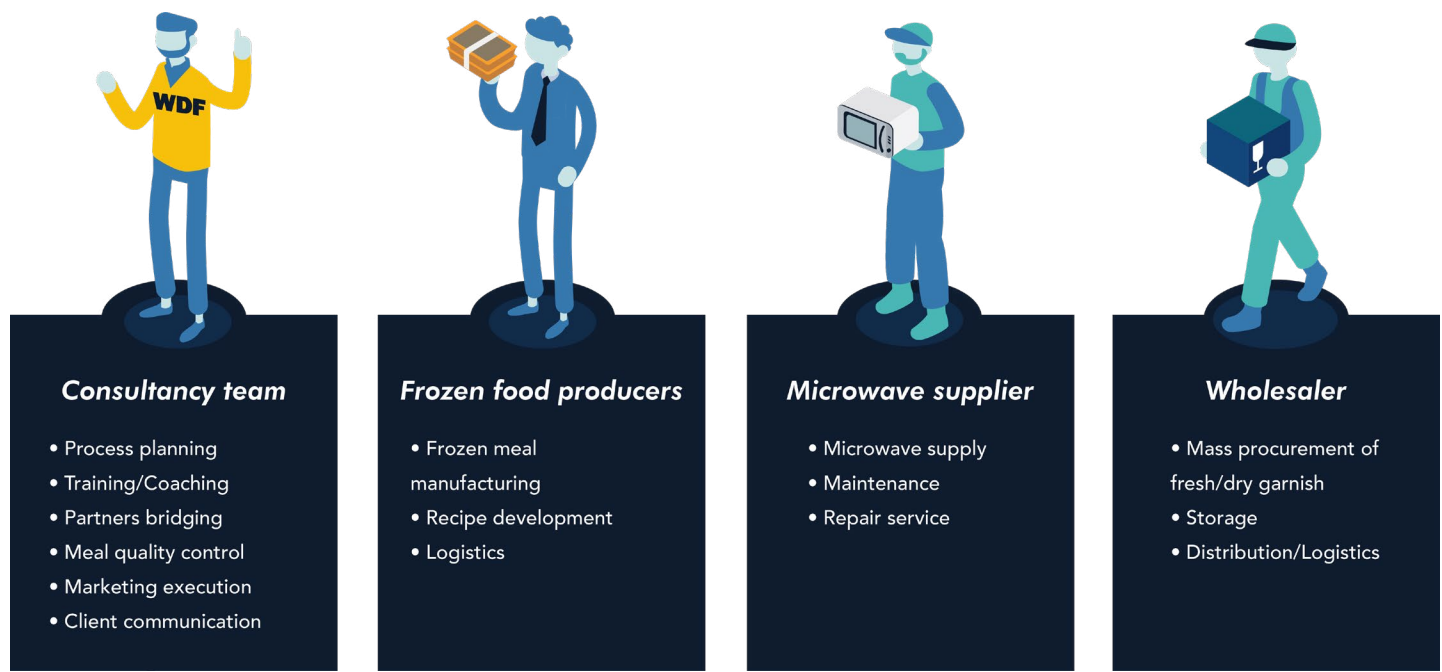 WDF
Consultancy team
• Process planning
• Training/Coaching
• Partners bridging
• Meal quality control
• Marketing execution
• Client communication
Frozen food producers
• Frozen meal
manufacturing
• Recipe development
• Logistics
Microwave supplier
• Microwave supply
• Maintenance
• Repair service
Wholesaler
• Mass procurement of
fresh/dry garnish
• Storage
• Distribution/Logistics